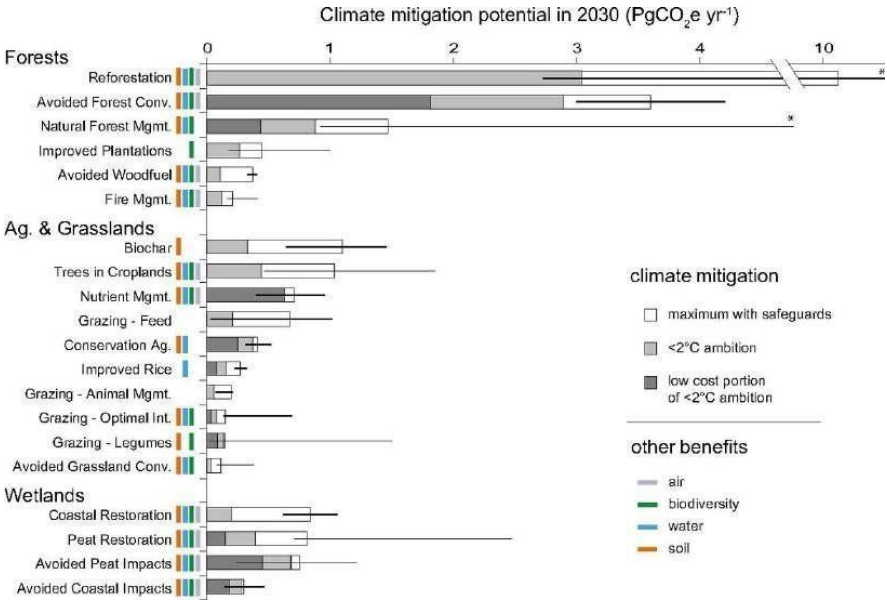 Climate mitigation potential in 2030 (PgCO₂e yr⁻¹)
0 1 2 3 4 10
Forests
Reforestation
*
Avoided Forest Conv.
Natural Forest Mgmt.
*
Improved Plantations
Avoided Woodfuel
Fire Mgmt.
Ag. & Grasslands
Biochar
Trees in Croplands
Nutrient Mgmt.
Grazing - Feed
Conservation Ag.
Improved Rice
Grazing - Animal Mgmt.
Grazing - Optimal Int.
Grazing - Legumes
Avoided Grassland Conv.
Wetlands
Coastal Restoration
Peat Restoration
Avoided Peat Impacts
Avoided Coastal Impacts
climate mitigation
maximum with safeguards
<2°C ambition
low cost portion
of <2°C ambition
other benefits
air
biodiversity
water
soil